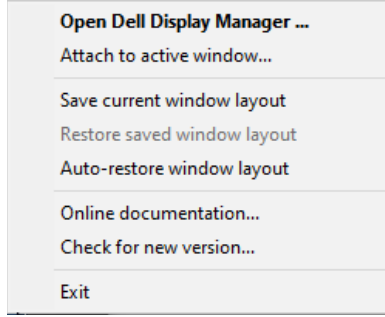 Open Dell Display Manager ...
Attach to active window...
Save current window layout
Restore saved window layout
Auto-restore window layout
Online documentation...
Check for new version...
Exit